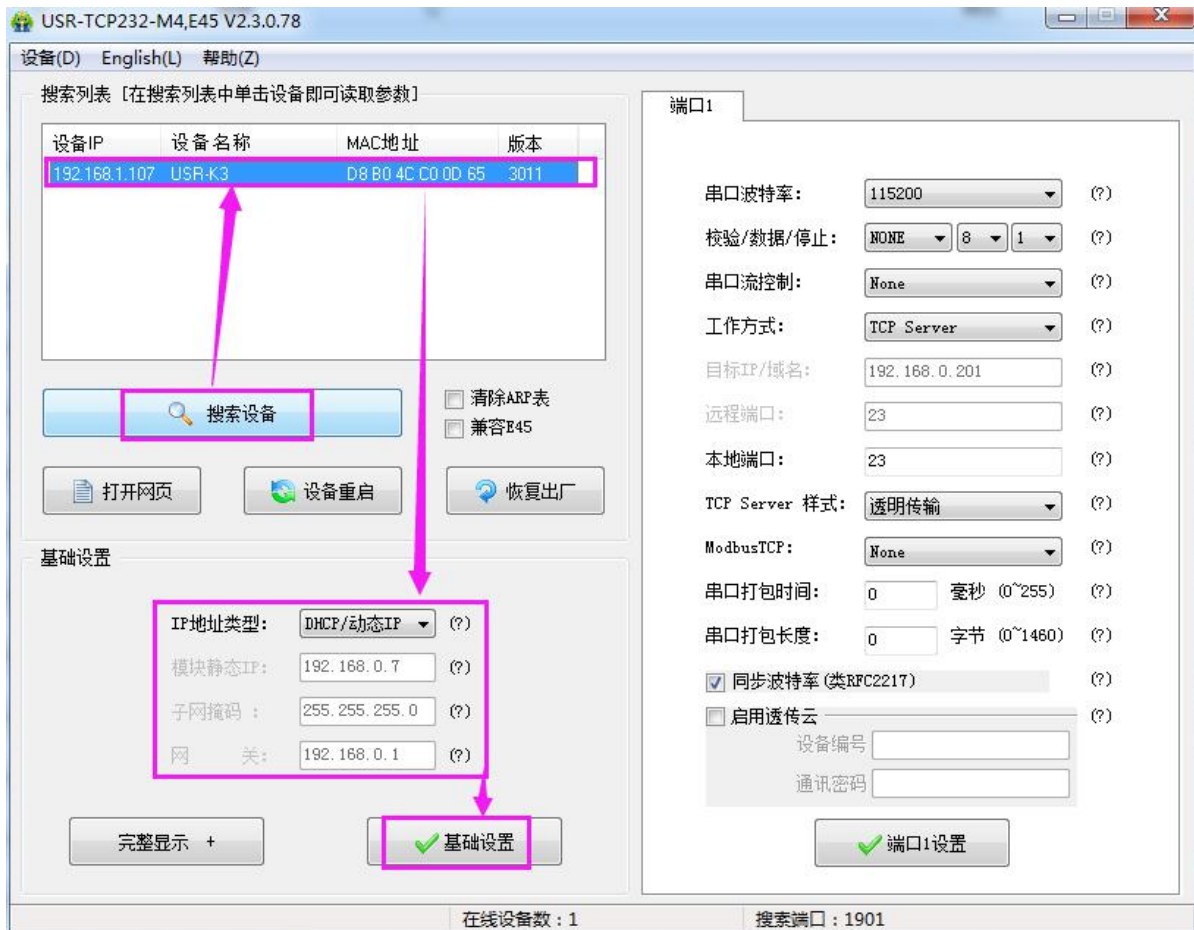 USR-TCP232-M4,E45 V2.3.0.78
设备(D) English(L) 帮助(Z)
搜索列表 [在搜索列表中单击设备即可读取参数]
设备IP 设备名称 MAC地址 版本
192.168.1.107 USR-K3 D8 B0 4C C0 0D 65 3011
搜索设备
清除ARP表
兼容E45
打开网页 设备重启 恢复出厂
基础设置
IP地址类型: DHCP/动态IP (?)
模块静态IP: 192.168.0.7 (?)
子网掩码 : 255.255.255.0 (?)
网 关: 192.168.0.1 (?)
完整显示 + 基础设置
端口1
串口波特率: 115200 (?)
校验/数据/停止: NONE 8 1 (?)
串口流控制: None (?)
工作方式: TCP Server (?)
目标IP/域名: 192.168.0.201 (?)
远程端口: 23 (?)
本地端口: 23 (?)
TCP Server 样式: 透明传输 (?)
ModbusTCP: None (?)
串口打包时间: 0 毫秒 (0~255) (?)
串口打包长度: 0 字节 (0~1460) (?)
同步波特率(类RFC2217) (?)
启用透传云 (?)
设备编号
通讯密码
端口1设置
在线设备数：1 搜索端口：1901